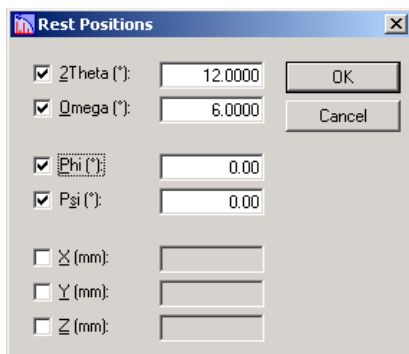 Rest Positions
2Theta (°): 12.0000 OK
Omega (°): 6.0000 Cancel
Phi (°): 0.00
Psi (°): 0.00
X (mm):
Y (mm):
Z (mm):